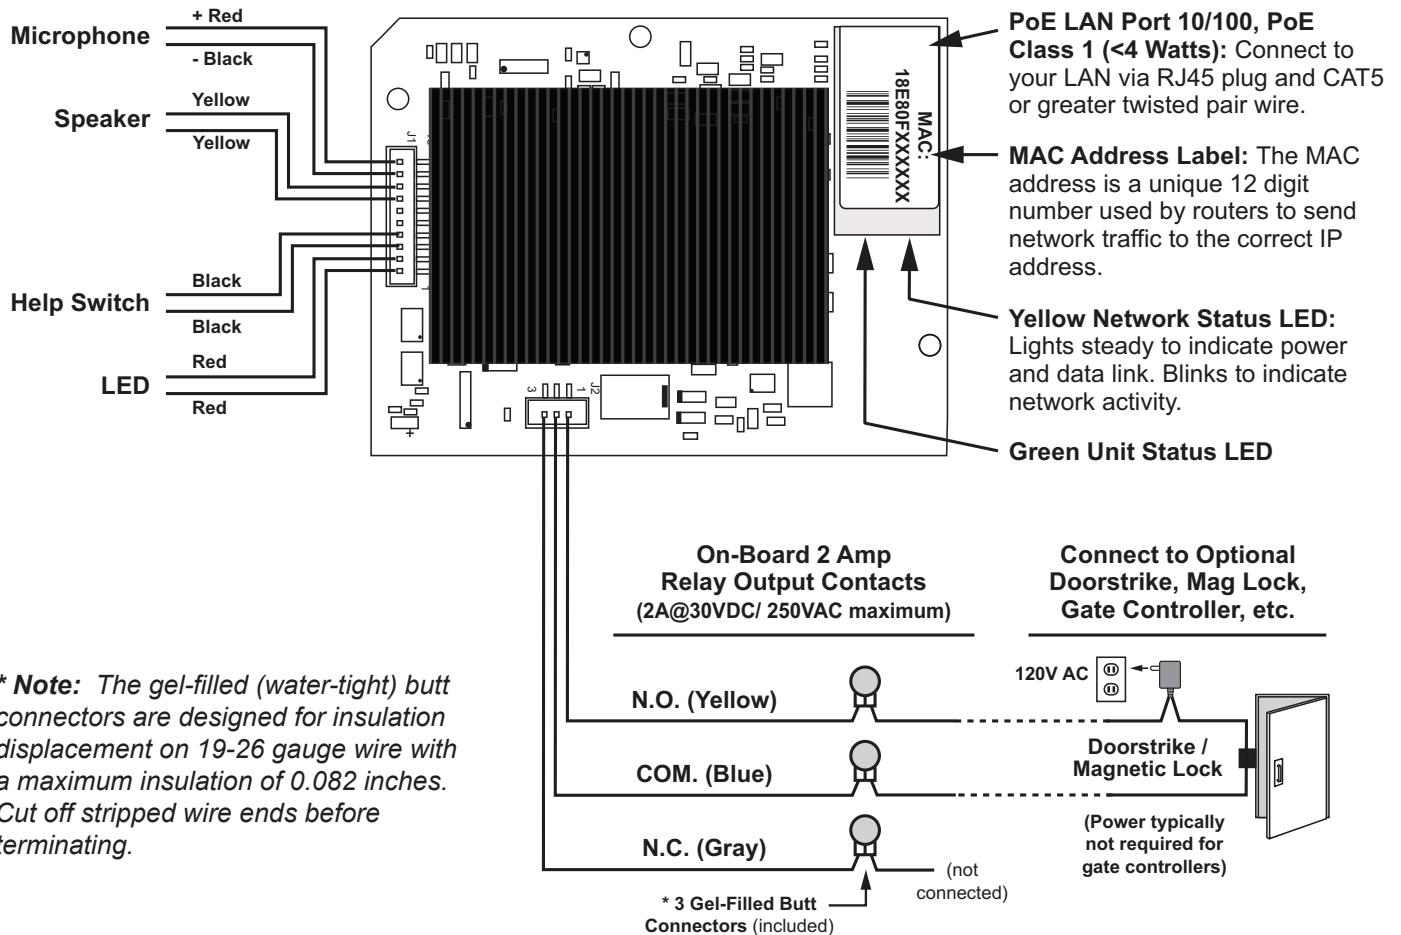 + Red
Microphone
- Black
Yellow
Speaker
Yellow
J1
Black
Help Switch
Black
Red
LED
Red
1
3
1
J2
+
MAC:
18E80FXXXXXX
PoE LAN Port 10/100, PoE
Class 1 (<4 Watts): Connect to
your LAN via RJ45 plug and CAT5
or greater twisted pair wire.
MAC Address Label: The MAC
address is a unique 12 digit
number used by routers to send
network traffic to the correct IP
address.
Yellow Network Status LED:
Lights steady to indicate power
and data link. Blinks to indicate
network activity.
Green Unit Status LED
On-Board 2 Amp
Relay Output Contacts
(2A@30VDC/ 250VAC maximum)
Connect to Optional
Doorstrike, Mag Lock,
Gate Controller, etc.
120V AC
N.O. (Yellow)
Doorstrike /
Magnetic Lock
COM. (Blue)
(Power typically
not required for
gate controllers)
N.C. (Gray)
(not
connected)
* 3 Gel-Filled Butt
Connectors (included)
* Note: The gel-filled (water-tight) butt
connectors are designed for insulation
displacement on 19-26 gauge wire with
a maximum insulation of 0.082 inches.
Cut off stripped wire ends before
terminating.